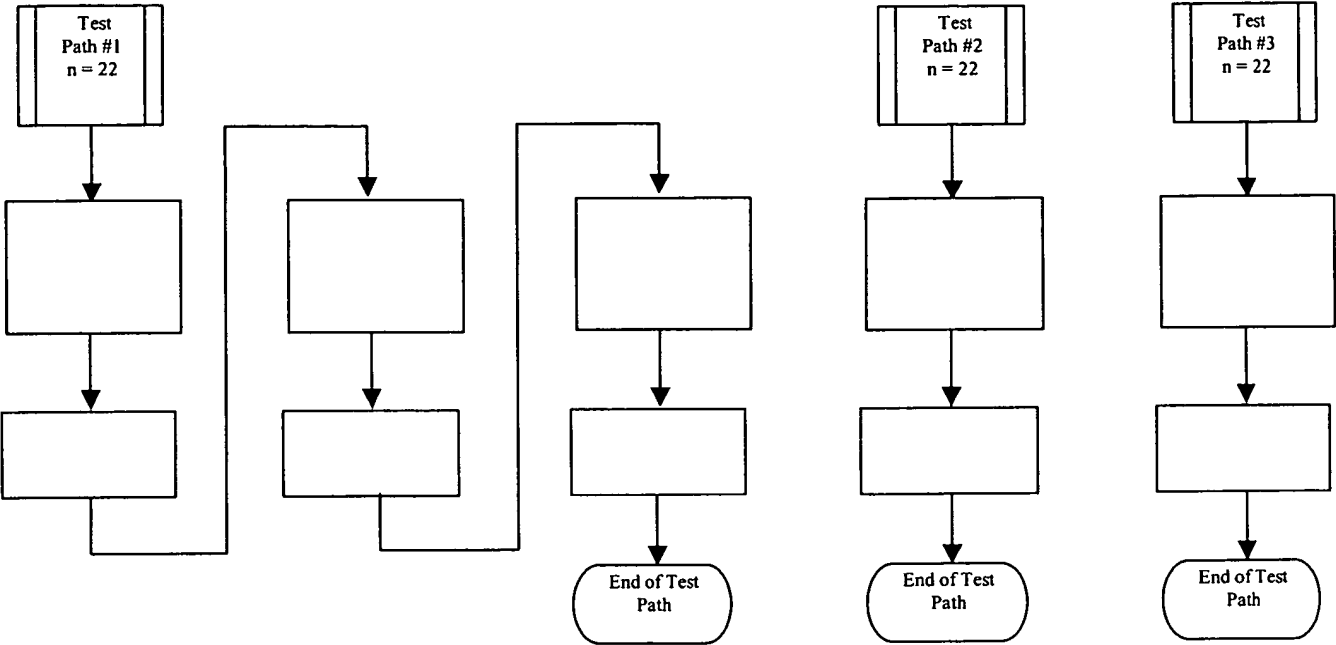 Test
Path #1
n = 22
Test
Path #2
n = 22
Test
Path #3
n = 22
End of Test
Path
End of Test
Path
End of Test
Path